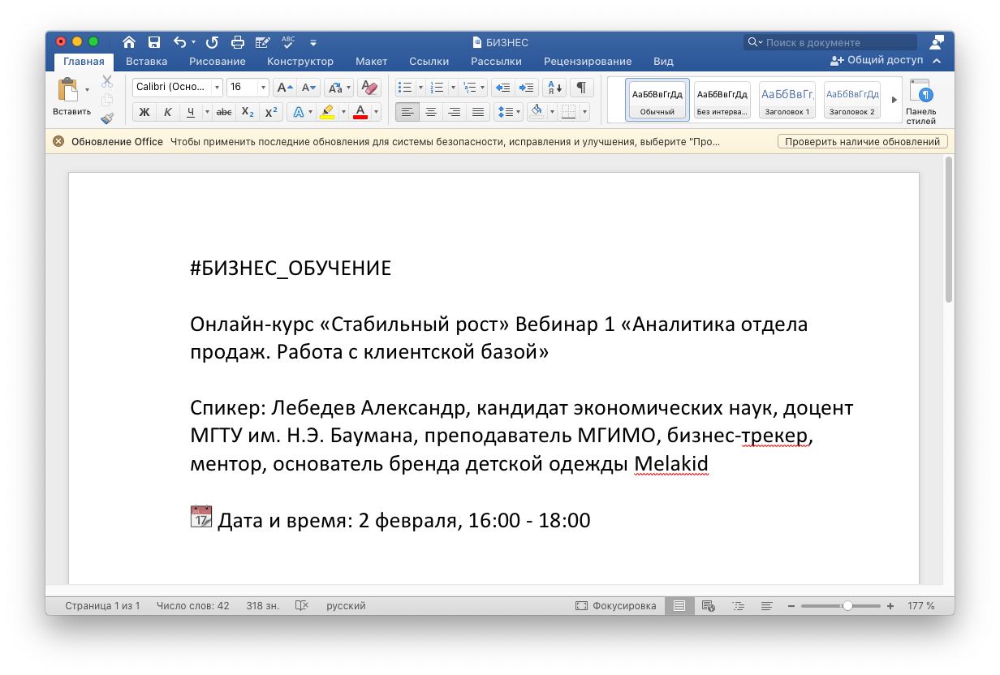 БИЗНЕС
Поиск в документе
Главная Вставка Рисование Конструктор Макет Ссылки Рассылки Рецензирование Вид Общий доступ
Вставить
Calibri (Осно... 16
Ж К Ч abc X₂ X²
АаБбВвГгДд АаБбВвГгДд АаБбВвГг, АаБбВвГгДд
Обычный Без интерва... Заголовок 1 Заголовок 2
Панель стилей
Обновление Office Чтобы применить последние обновления для системы безопасности, исправления и улучшения, выберите "Про...
Проверить наличие обновлений
#БИЗНЕС_ОБУЧЕНИЕ
Онлайн-курс «Стабильный рост» Вебинар 1 «Аналитика отдела
продаж. Работа с клиентской базой»
Спикер: Лебедев Александр, кандидат экономических наук, доцент
МГТУ им. Н.Э. Баумана, преподаватель МГИМО, бизнес-трекер,
ментор, основатель бренда детской одежды Melakid
17 Дата и время: 2 февраля, 16:00 - 18:00
Страница 1 из 1 Число слов: 42 318 зн. русский Фокусировка 177 %